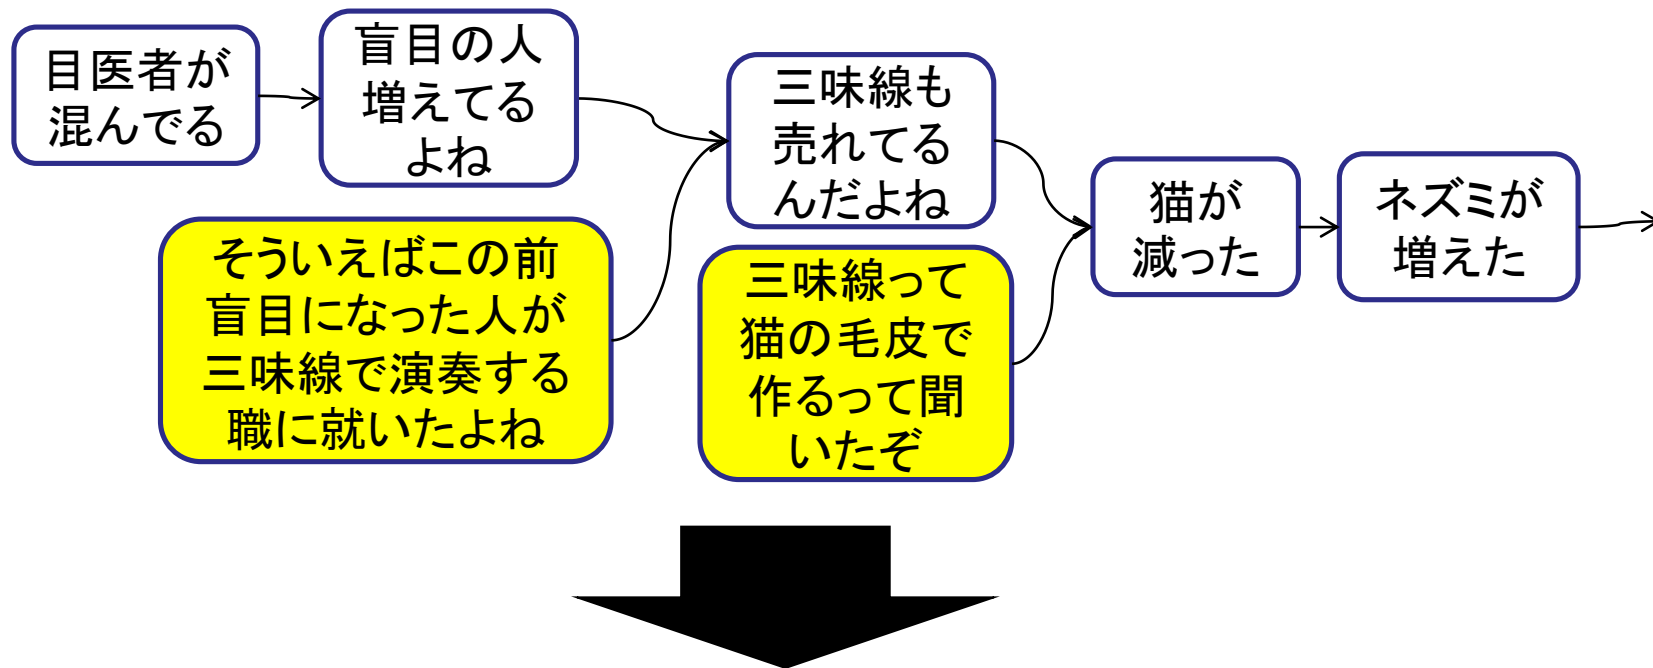 目医者が
混んでる
盲目の人
増えてる
よね
そういえばこの前
盲目になった人が
三味線で演奏する
職に就いたよね
三味線も
売れてる
んだよね
三味線って
猫の毛皮で
作るって聞
いたぞ
猫が
減った
ネズミが
増えた